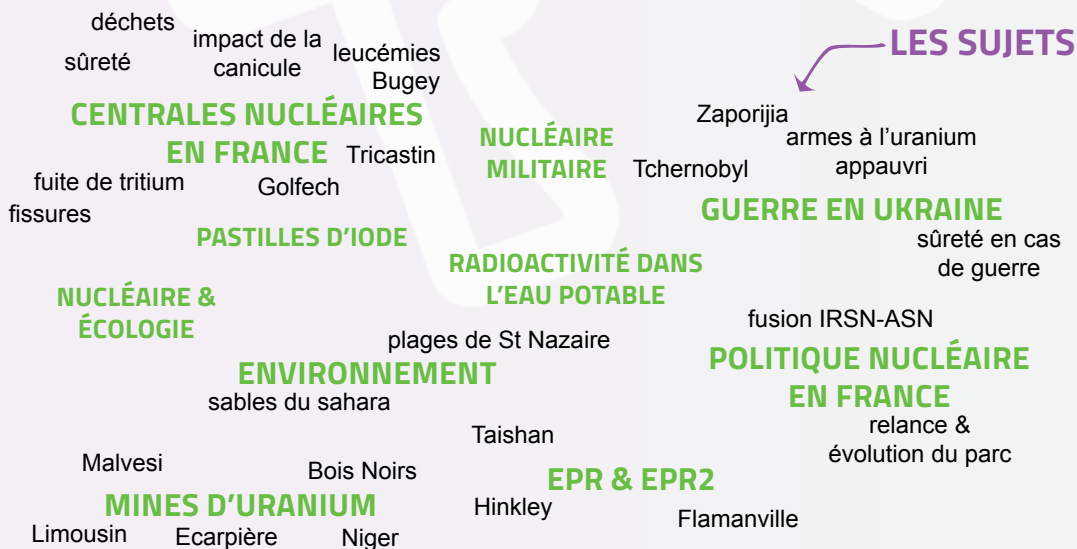 LES SUJETS
déchets
sûreté
impact de la
canicule
leucémies
Bugey
CENTRALES NUCLÉAIRES
EN FRANCE
Tricastin
fuite de tritium
Golfech
fissures
NUCLÉAIRE
MILITAIRE
Zaporijia
armes à l’uranium
appauvri
Tchernobyl
GUERRE EN UKRAINE
sûreté en cas
de guerre
PASTILLES D’IODE
RADIOACTIVITÉ DANS
L’EAU POTABLE
NUCLÉAIRE &
ÉCOLOGIE
plages de St Nazaire
ENVIRONNEMENT
sables du sahara
fusion IRSN-ASN
POLITIQUE NUCLÉAIRE
EN FRANCE
relance &
évolution du parc
Malvesi
Bois Noirs
MINES D’URANIUM
Limousin
Ecarpière
Niger
Taishan
EPR & EPR2
Hinkley
Flamanville